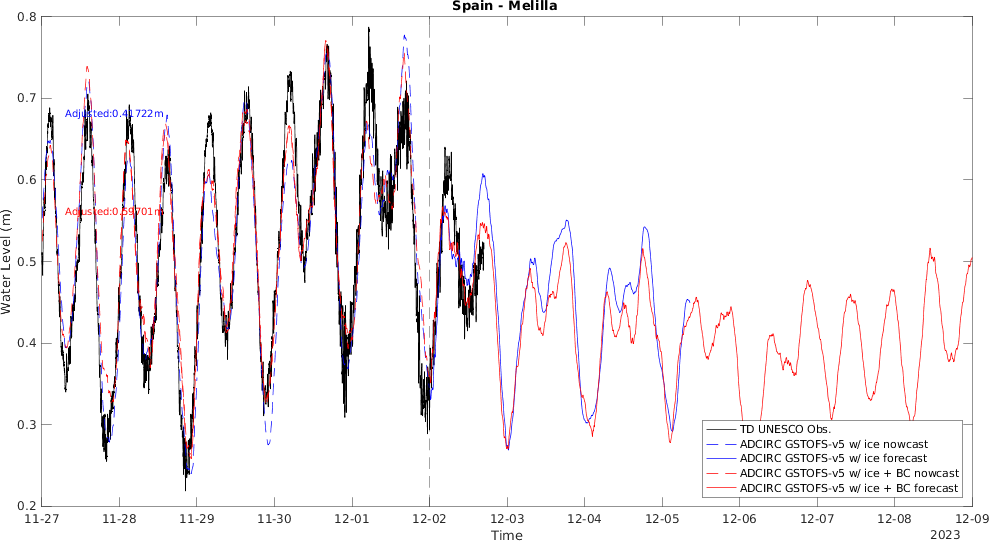 Spain - Melilla
0.8
0.7
0.6
0.5
0.4
0.3
0.2
Water Level (m)
Adjusted:0.41722m
Adjusted:0.59701m
TD UNESCO Obs.
ADCIRC GSTOFS-v5 w/ ice nowcast
ADCIRC GSTOFS-v5 w/ ice forecast
ADCIRC GSTOFS-v5 w/ ice + BC nowcast
ADCIRC GSTOFS-v5 w/ ice + BC forecast
11-27 11-28 11-29 11-30 12-01 12-02 12-03 12-04 12-05 12-06 12-07 12-08 12-09
Time
2023